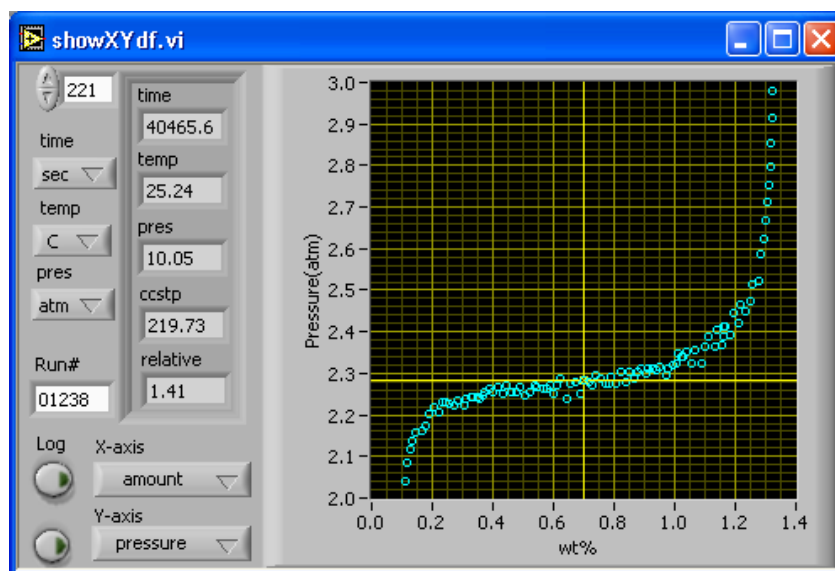 showXYdf.vi
221
time
sec
temp
C
pres
atm
Run#
01238
Log
time
40465.6
temp
25.24
pres
10.05
ccstp
219.73
relative
1.41
X-axis
amount
Y-axis
pressure
Pressure(atm)
3.0
2.9
2.8
2.7
2.6
2.5
2.4
2.3
2.2
2.1
2.0
0.0 0.2 0.4 0.6 0.8 1.0 1.2 1.4
wt%